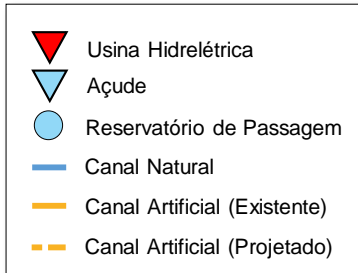 Usina Hidrelétrica
Açude
Reservatório de Passagem
Canal Natural
Canal Artificial (Existente)
Canal Artificial (Projetado)